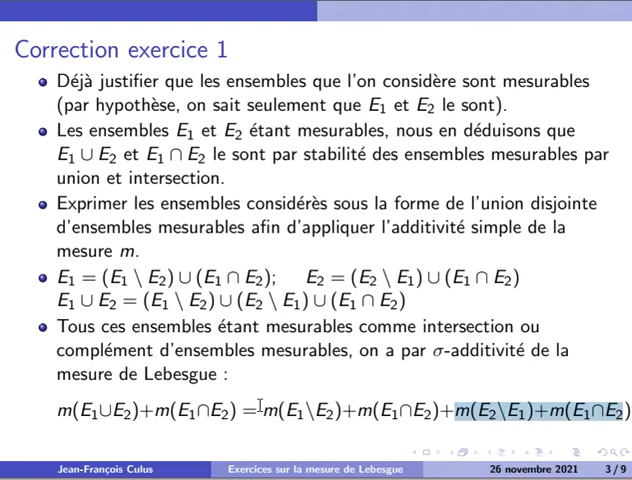 Correction exercice 1
Déjà justifier que les ensembles que l'on considère sont mesurables
(par hypothèse, on sait seulement que E₁ et E₂ le sont).
Les ensembles E₁ et E₂ étant mesurables, nous en déduisons que
E₁ ∪ E₂ et E₁ ∩ E₂ le sont par stabilité des ensembles mesurables par
union et intersection.
Exprimer les ensembles considérès sous la forme de l'union disjointe
d'ensembles mesurables afin d'appliquer l'additivité simple de la
mesure m.
E₁ = (E₁ \ E₂) ∪ (E₁ ∩ E₂); E₂ = (E₂ \ E₁) ∪ (E₁ ∩ E₂)
E₁ ∪ E₂ = (E₁ \ E₂) ∪ (E₂ \ E₁) ∪ (E₁ ∩ E₂)
Tous ces ensembles étant mesurables comme intersection ou
complément d'ensembles mesurables, on a par σ-additivité de la
mesure de Lebesgue :
m(E₁∪E₂)+m(E₁∩E₂) = m(E₁\E₂)+m(E₁∩E₂)+m(E₂\E₁)+m(E₁∩E₂)
Jean-François Culus Exercices sur la mesure de Lebesgue 26 novembre 2021 3 / 9